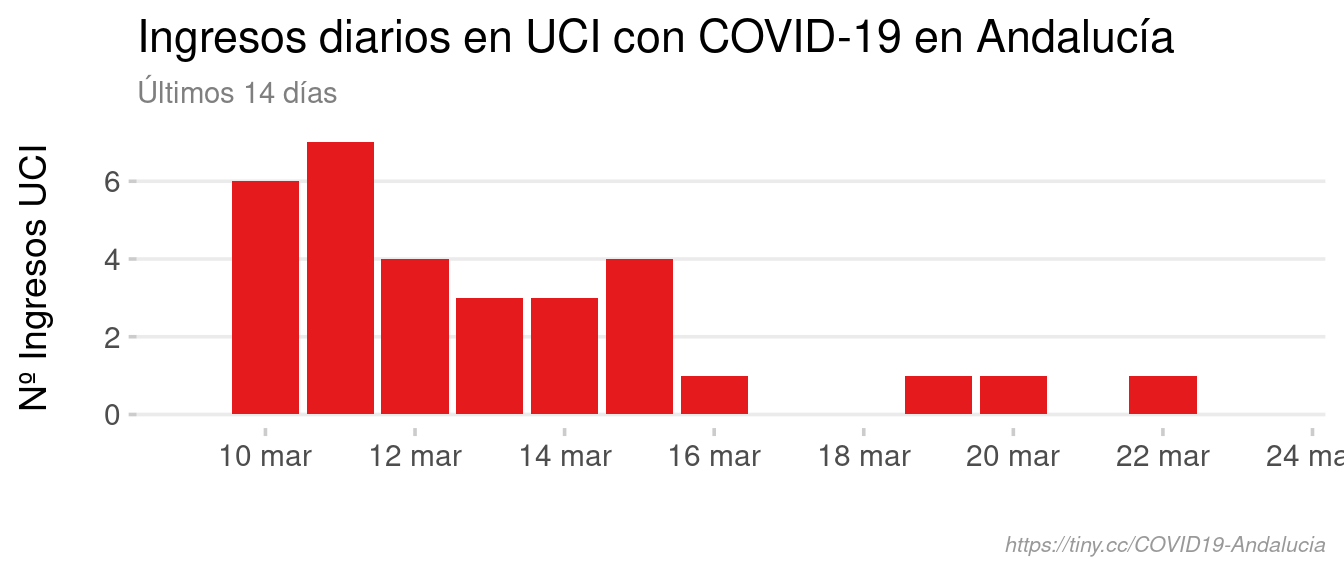 Ingresos diarios en UCI con COVID-19 en Andalucía
Últimos 14 días
Nº Ingresos UCI
6
4
2
0
10 mar 12 mar 14 mar 16 mar 18 mar 20 mar 22 mar 24 ma
https://tiny.cc/COVID19-Andalucia